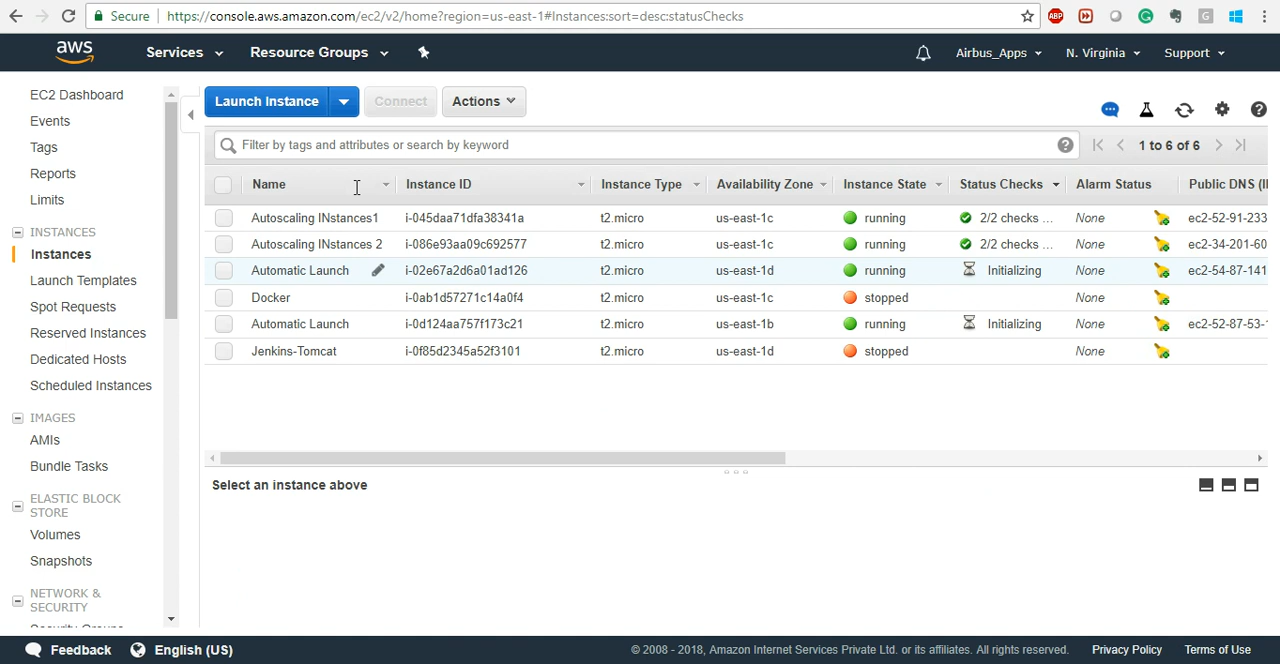 Secure https://console.aws.amazon.com/ec2/v2/home?region=us-east-1#Instances:sort=desc:statusChecks
ABP
G
G
aws Services Resource Groups Airbus_Apps N. Virginia Support
EC2 Dashboard
Events
Tags
Reports
Limits
INSTANCES
Instances
Launch Templates
Spot Requests
Reserved Instances
Dedicated Hosts
Scheduled Instances
IMAGES
AMIs
Bundle Tasks
ELASTIC BLOCK
STORE
Volumes
Snapshots
NETWORK &
SECURITY
Security Groups
Launch Instance Connect Actions
Filter by tags and attributes or search by keyword 1 to 6 of 6
Name Instance ID Instance Type Availability Zone Instance State Status Checks Alarm Status Public DNS (I
Autoscaling INstances1 i-045daa71dfa38341a t2.micro us-east-1c running 2/2 checks ... None ec2-52-91-233
Autoscaling INstances 2 i-086e93aa09c692577 t2.micro us-east-1c running 2/2 checks ... None ec2-34-201-60
Automatic Launch i-02e67a2d6a01ad126 t2.micro us-east-1d running Initializing None ec2-54-87-141
Docker i-0ab1d57271c14a0f4 t2.micro us-east-1c stopped None
Automatic Launch i-0d124aa757f173c21 t2.micro us-east-1b running Initializing None ec2-52-87-53-
Jenkins-Tomcat i-0f85d2345a52f3101 t2.micro us-east-1d stopped None
Select an instance above
Feedback English (US) © 2008 - 2018, Amazon Internet Services Private Ltd. or its affiliates. All rights reserved. Privacy Policy Terms of Use